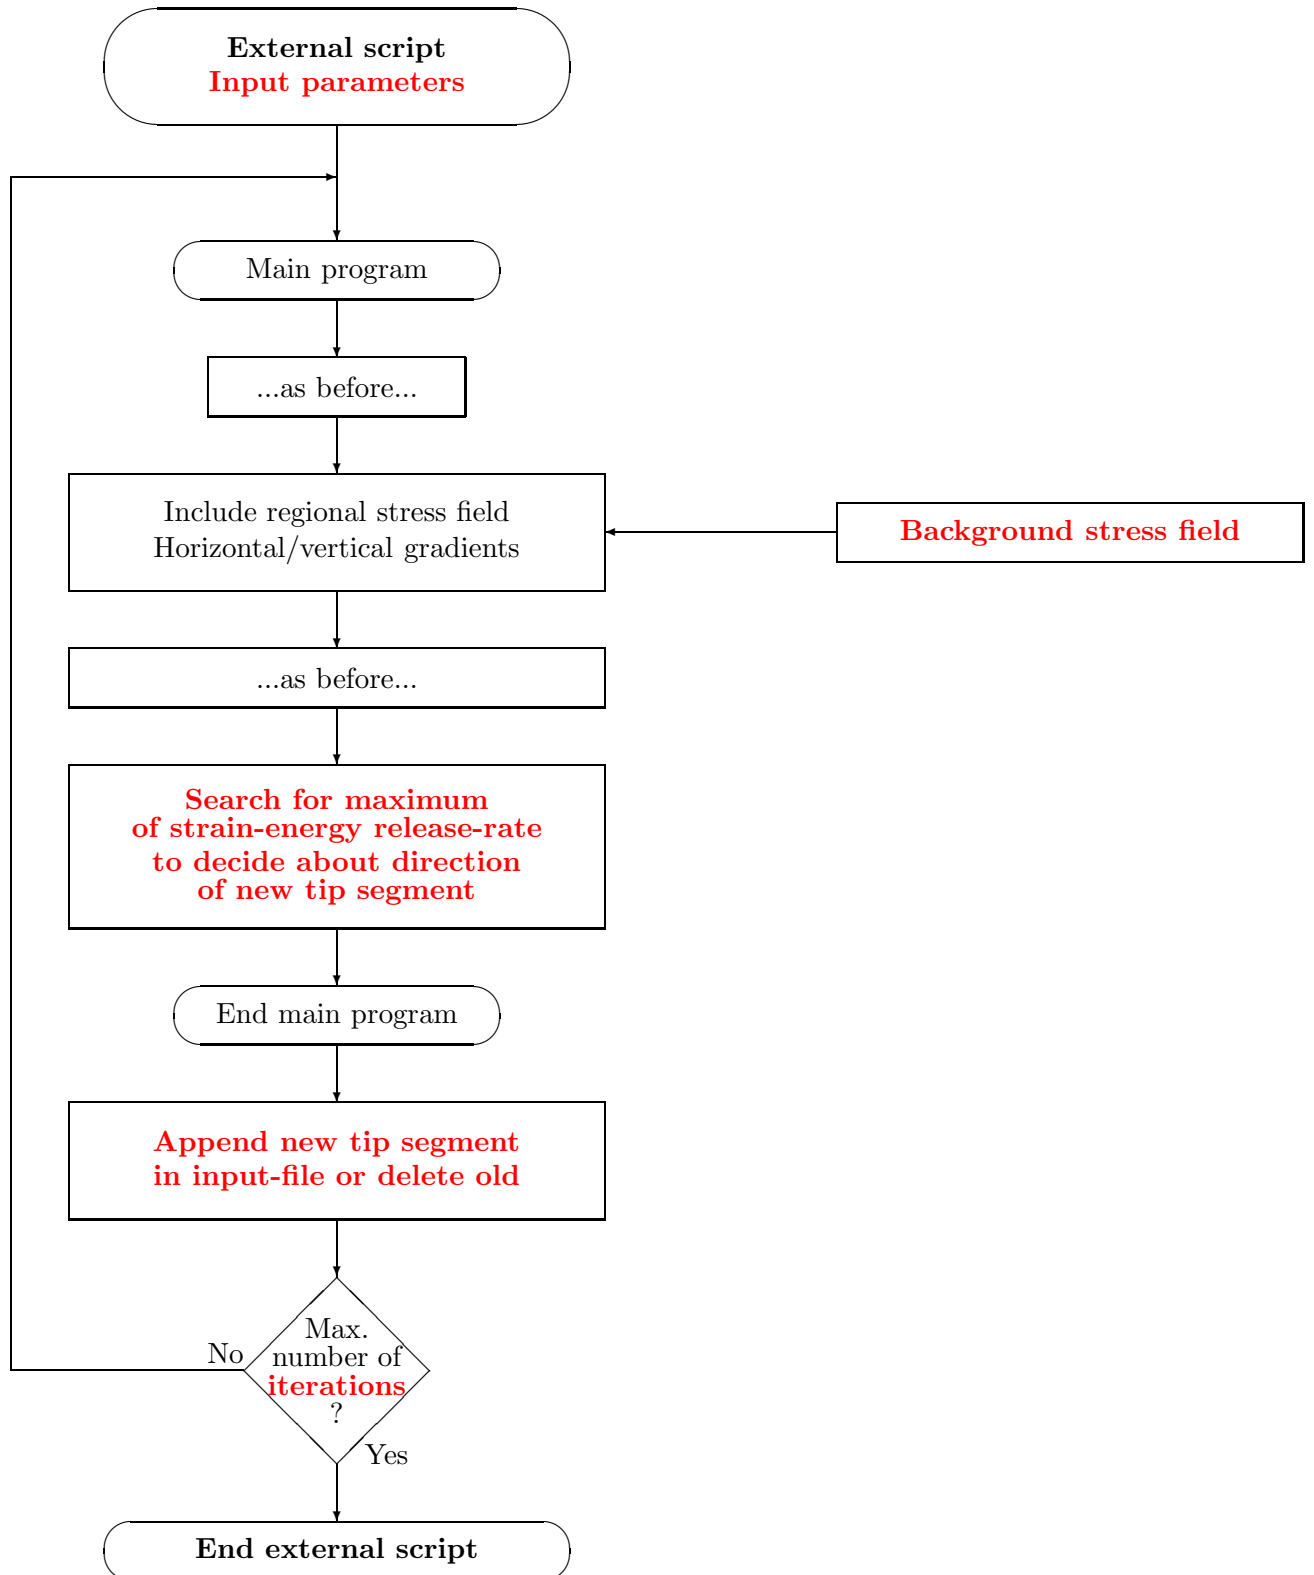 External script
Input parameters
Main program
...as before...
Include regional stress field
Horizontal/vertical gradients
Background stress field
...as before...
Search for maximum
of strain-energy release-rate
to decide about direction
of new tip segment
End main program
Append new tip segment
in input-file or delete old
Max.
No
number of
iterations
?
Yes
End external script